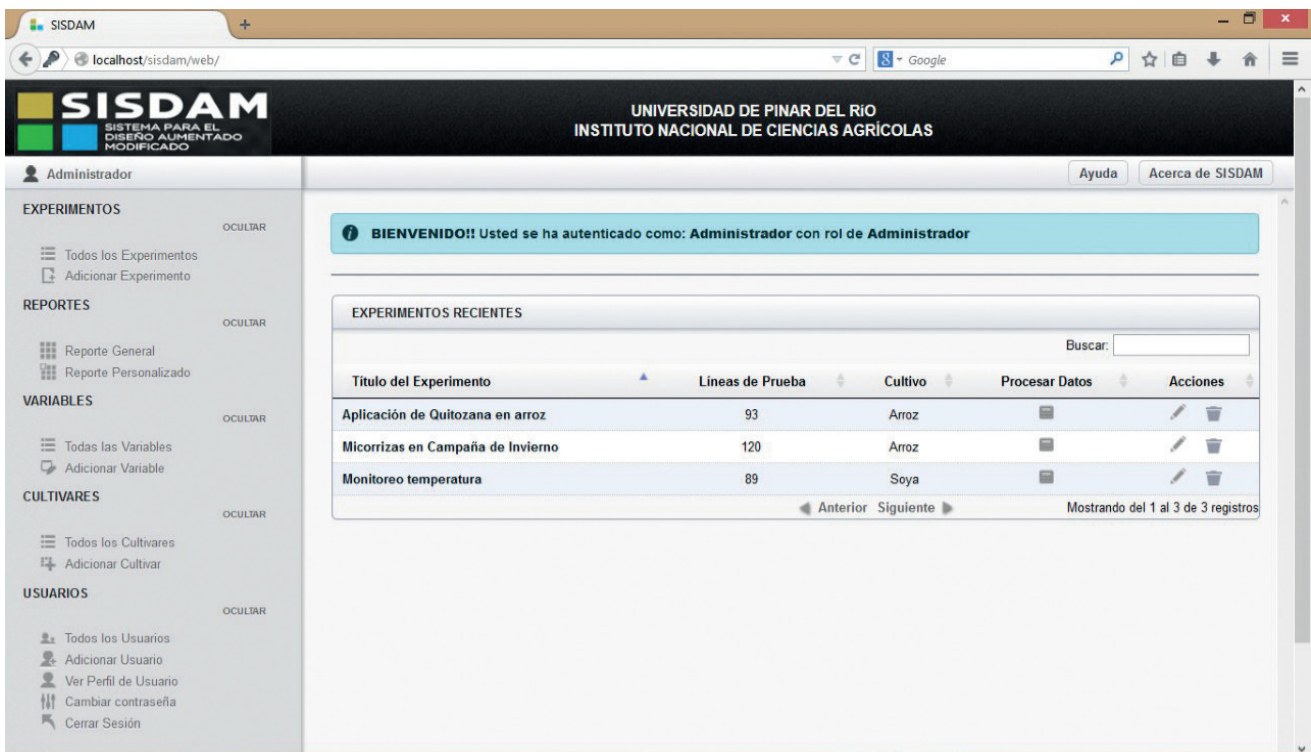 SISDAM
localhost/sisdam/web/
Google
SISDAM
SISTEMA PARA EL
DISEÑO AUMENTADO
MODIFICADO
UNIVERSIDAD DE PINAR DEL RíO
INSTITUTO NACIONAL DE CIENCIAS AGRÍCOLAS
Administrador
Ayuda
Acerca de SISDAM
EXPERIMENTOS
OCULTAR
Todos los Experimentos
Adicionar Experimento
REPORTES
OCULTAR
Reporte General
Reporte Personalizado
VARIABLES
OCULTAR
Todas las Variables
Adicionar Variable
CULTIVARES
OCULTAR
Todos los Cultivares
Adicionar Cultivar
USUARIOS
OCULTAR
Todos los Usuarios
Adicionar Usuario
Ver Perfil de Usuario
Cambiar contraseña
Cerrar Sesión
BIENVENIDO!! Usted se ha autenticado como: Administrador con rol de Administrador
EXPERIMENTOS RECIENTES
Buscar:
Título del Experimento Líneas de Prueba Cultivo Procesar Datos Acciones
Aplicación de Quitozana en arroz 93 Arroz
Micorrizas en Campaña de Invierno 120 Arroz
Monitoreo temperatura 89 Soya
Anterior Siguiente Mostrando del 1 al 3 de 3 registros